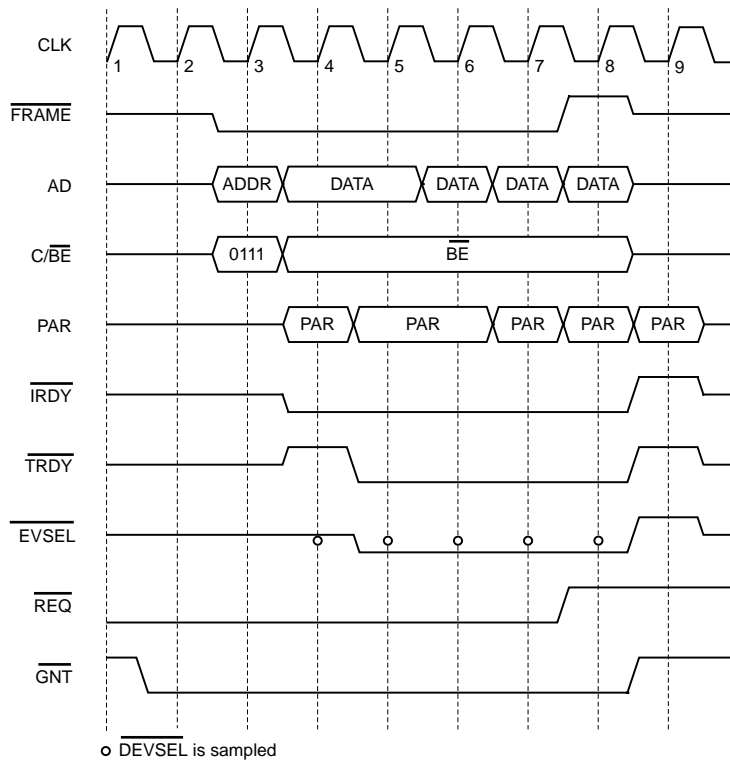 CLK
1 2 3 4 5 6 7 8 9
FRAME
AD ADDR DATA DATA DATA DATA
C/BE 0111 BE
PAR PAR PAR PAR PAR PAR
IRDY
TRDY
EVSEL
REQ
GNT
DEVSEL is sampled